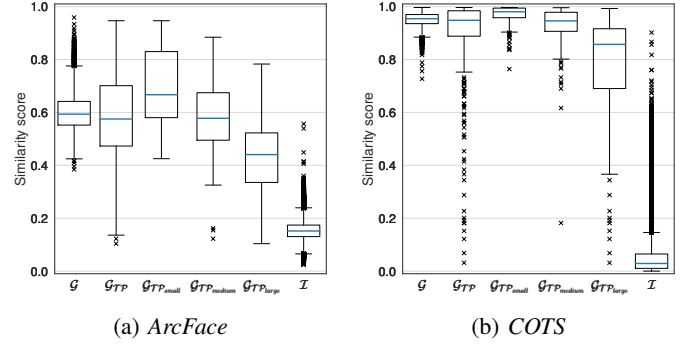 1.0
0.8
0.6
0.4
0.2
0.0
Similarity score
𝒢 𝒢𝒯𝒫 𝒢𝒯𝒫small 𝒢𝒯𝒫medium 𝒢𝒯𝒫large ℐ
(a) ArcFace
1.0
0.8
0.6
0.4
0.2
0.0
Similarity score
𝒢 𝒢𝒯𝒫 𝒢𝒯𝒫small 𝒢𝒯𝒫medium 𝒢𝒯𝒫large ℐ
(b) COTS